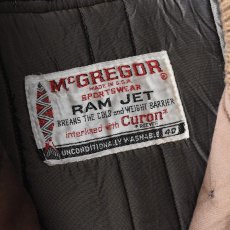 McGREGOR®
MADE IN U.S.A.
SPORTSWEAR
RAM JET
BREAKS THE COLD and WEIGHT BARRIER
interlined with Curon®
UNCONDITIONALLY WASHABLE 40